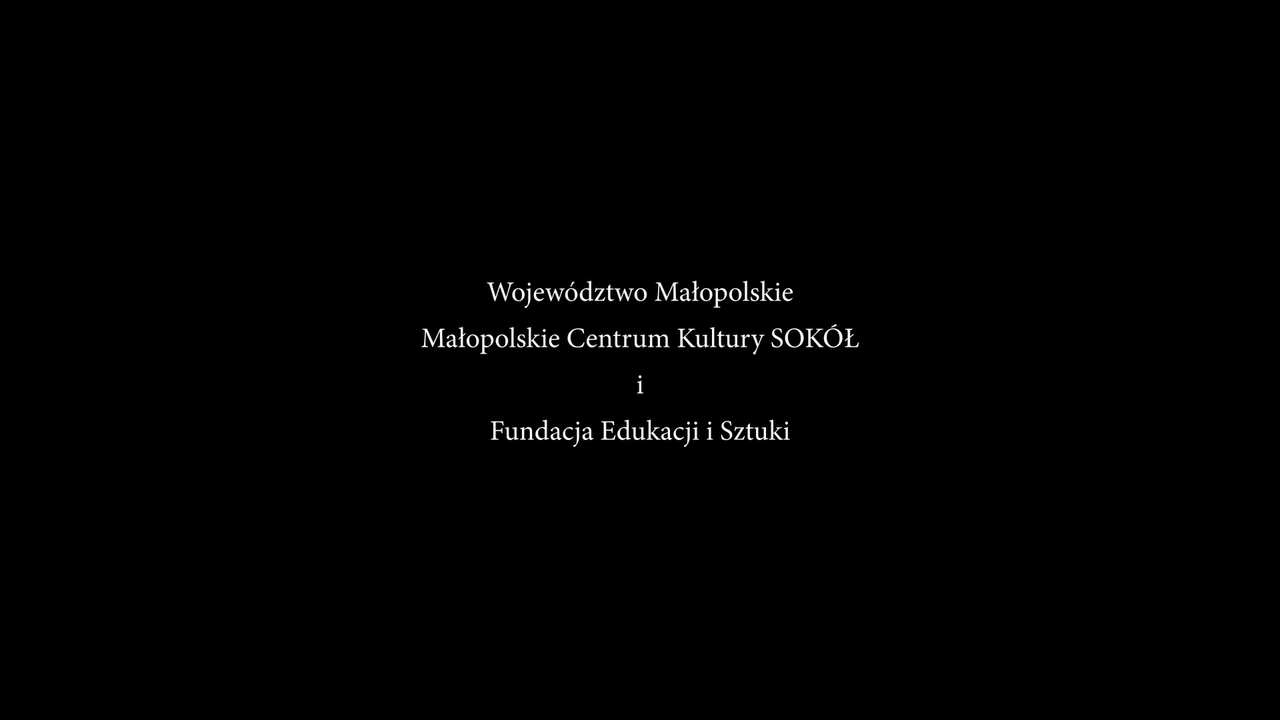 Województwo Małopolskie
Małopolskie Centrum Kultury SOKÓŁ
i
Fundacja Edukacji i Sztuki